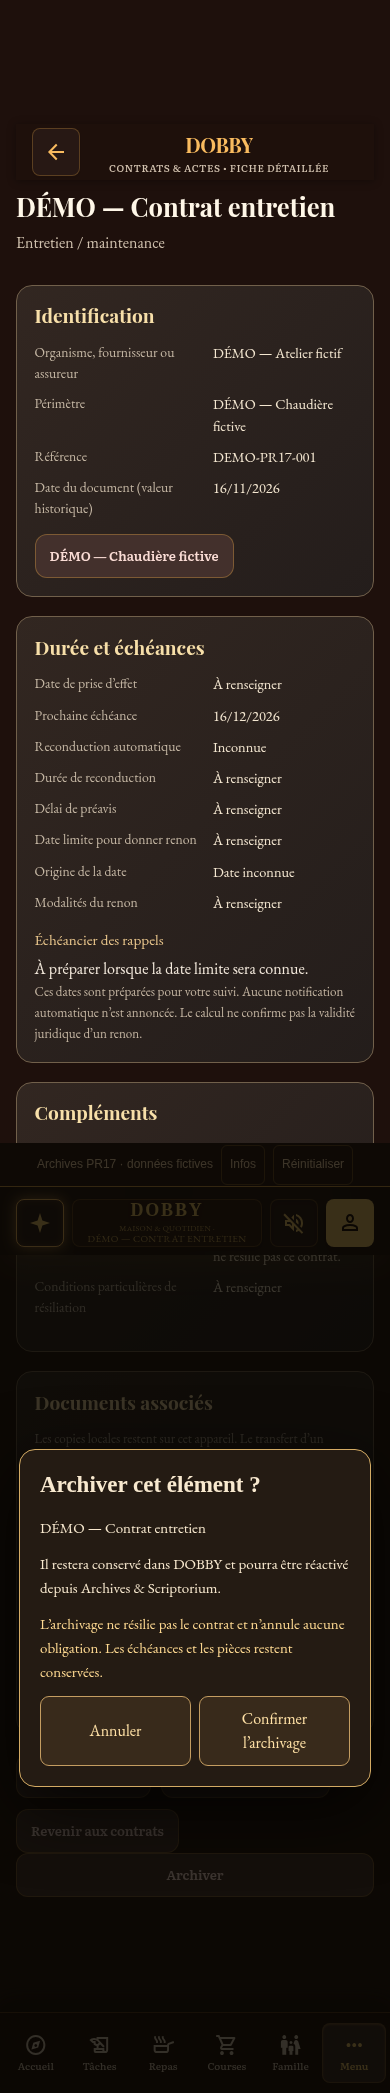 DOBBY
CONTRATS & ACTES • FICHE DÉTAILLÉE
DÉMO — Contrat entretien
Entretien / maintenance
Identification
Organisme, fournisseur ou
assureur
DÉMO — Atelier fictif
Périmètre
DÉMO — Chaudière
fictive
Référence
DEMO-PR17-001
Date du document (valeur
historique)
16/11/2026
DÉMO — Chaudière fictive
Durée et échéances
Date de prise d'effet
À renseigner
Prochaine échéance
16/12/2026
Reconduction automatique
Inconnue
Durée de reconduction
À renseigner
Délai de préavis
À renseigner
Date limite pour donner renon
À renseigner
Origine de la date
Date inconnue
Modalités du renon
À renseigner
Échéancier des rappels
À préparer lorsque la date limite sera connue.
Ces dates sont préparées pour votre suivi. Aucune notification
automatique n'est annoncée. Le calcul ne confirme pas la validité
juridique d'un renon.
Compléments
Archives PR17 · données fictives
Infos
Réinitialiser
DOBBY
MAISON & QUOTIDIEN
DÉMO — CONTRAT ENTRETIEN
ne résilie pas ce contrat.
Conditions particulières de
résiliation
À renseigner
Documents associés
Les copies locales restent sur cet appareil. Le transfert d'un
Archiver cet élément ?
DÉMO — Contrat entretien
Il restera conservé dans DOBBY et pourra être réactivé
depuis Archives & Scriptorium.
L'archivage ne résilie pas le contrat et n'annule aucune
obligation. Les échéances et les pièces restent
conservées.
Annuler
Confirmer
l'archivage
Revenir aux contrats
Archiver
Accueil
Tâches
Repas
Courses
Famille
Menu